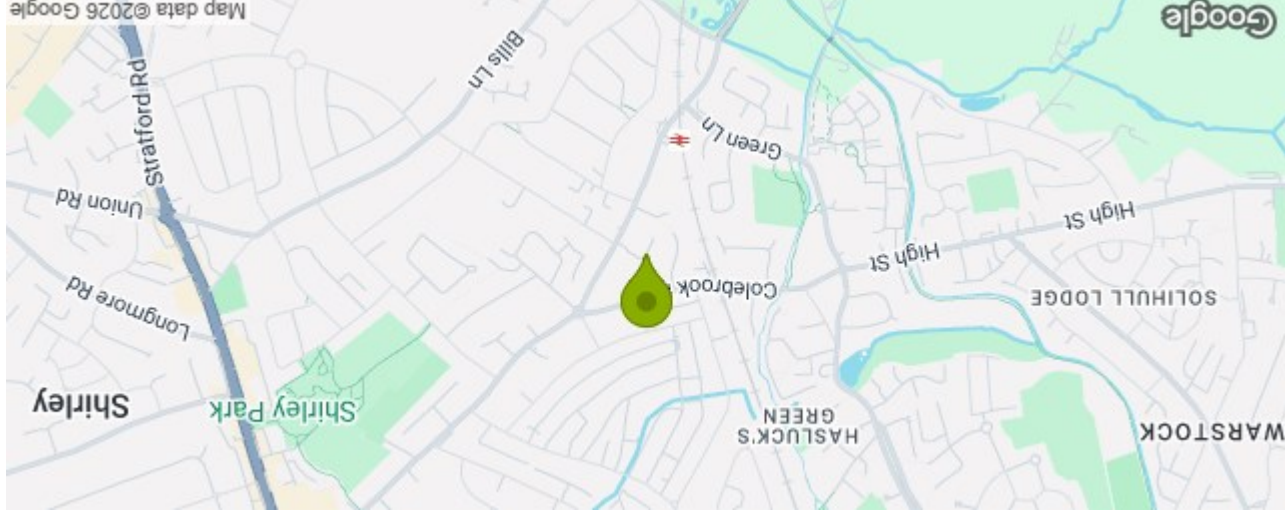 WARSTOCK
HASLUCK'S
GREEN
Shirley Park
Shirley
SOLIHULL LODGE
Longmore Rd
Colebrook
High St
High St
Union Rd
Green Ln
Stratford Rd
Bills Ln
Google
Map data ©2026 Google